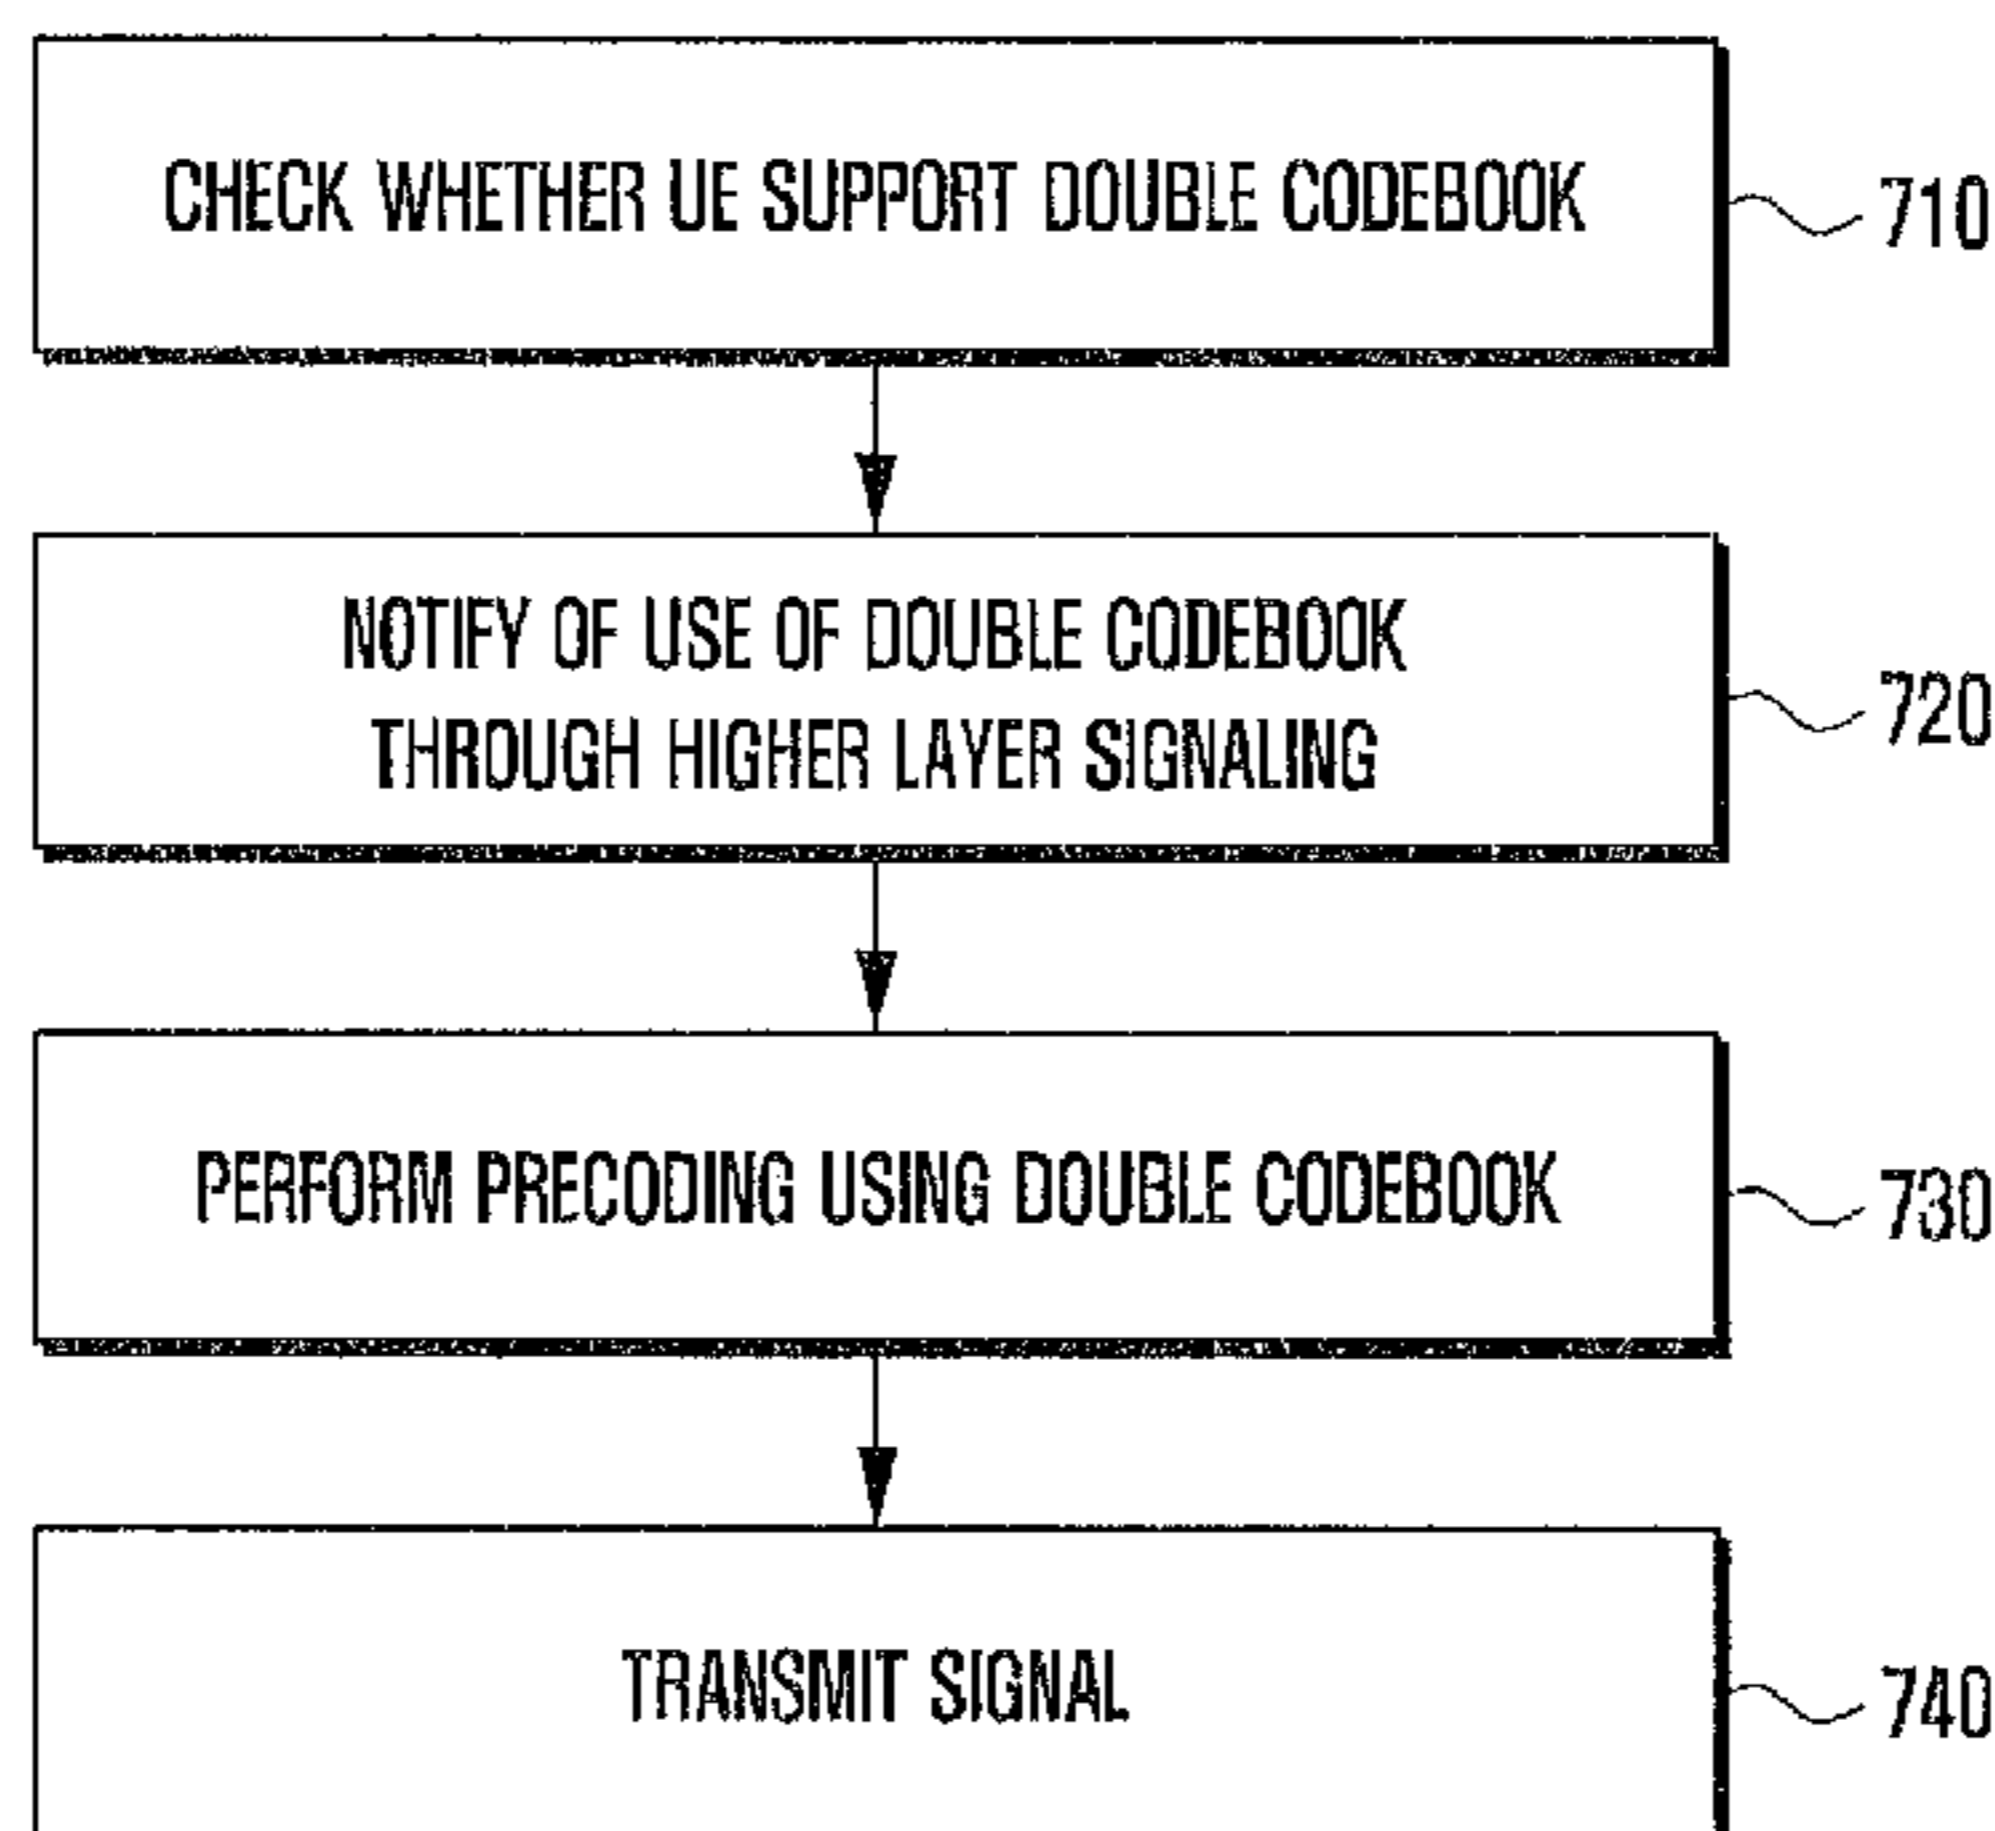 CHECK WHETHER UE SUPPORT DOUBLE CODEBOOK
710
NOTIFY OF USE OF DOUBLE CODEBOOK
THROUGH HIGHER LAYER SIGNALING
720
PERFORM PRECODING USING DOUBLE CODEBOOK
730
TRANSMIT SIGNAL
740